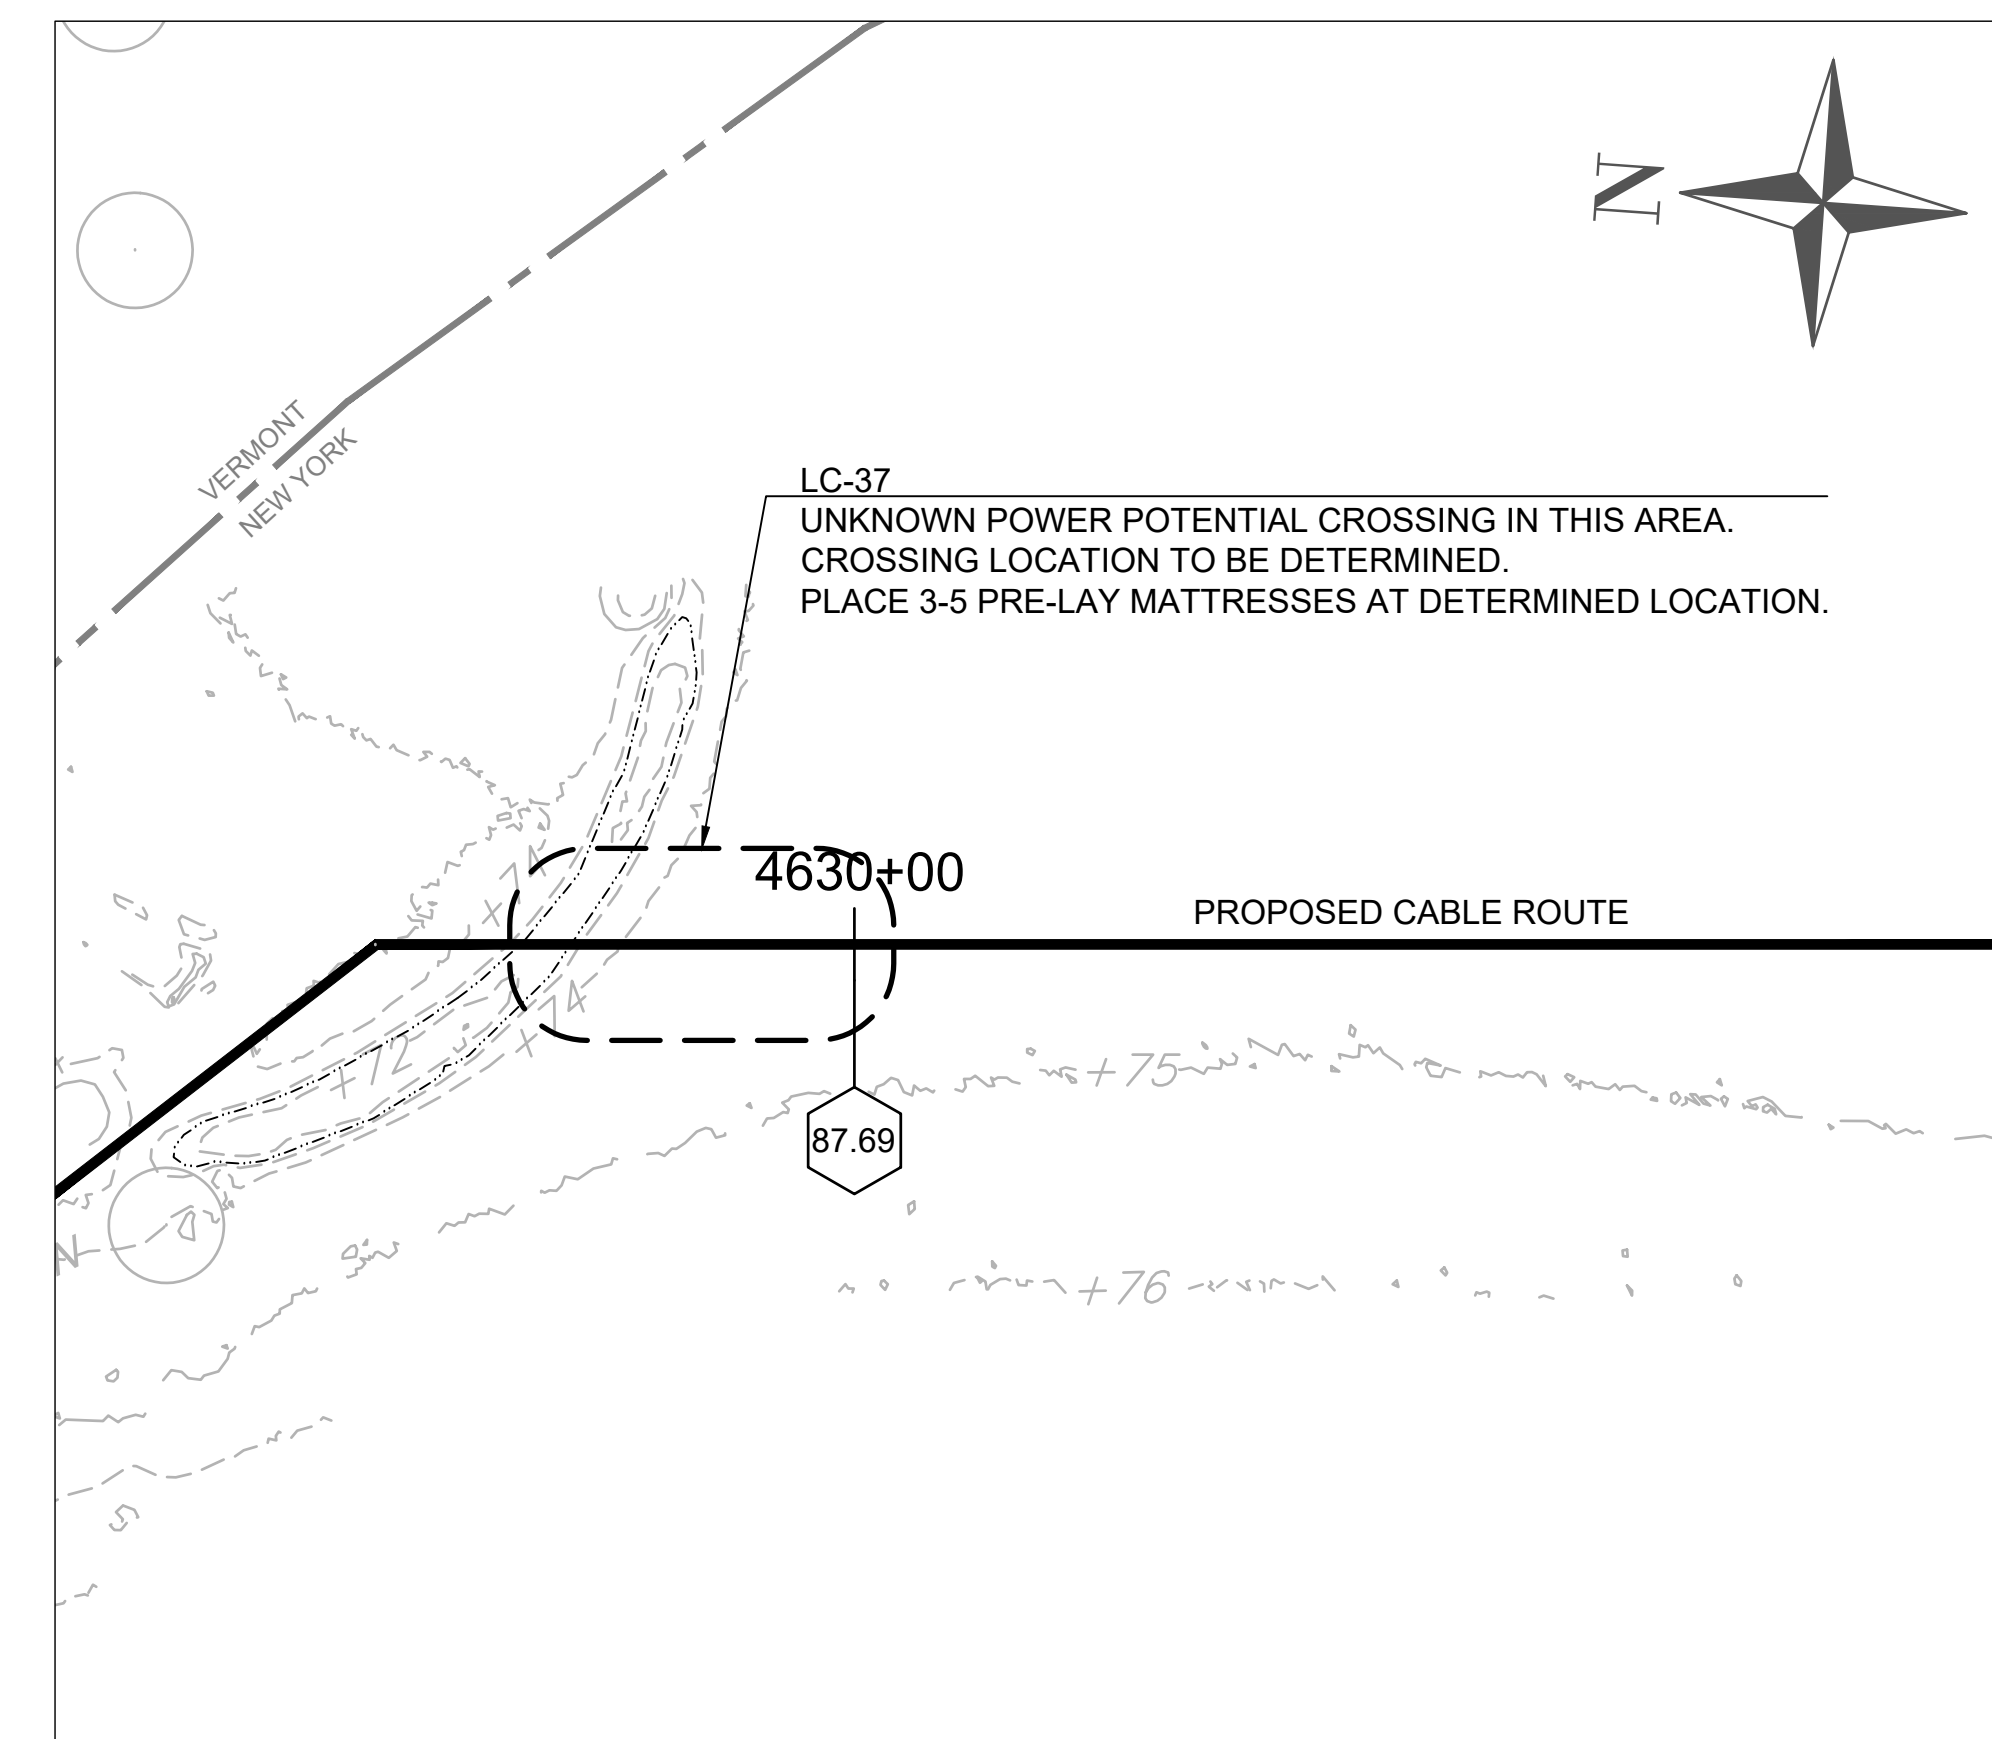 N
VERMONT
NEW YORK
LC-37
UNKNOWN POWER POTENTIAL CROSSING IN THIS AREA.
CROSSING LOCATION TO BE DETERMINED.
PLACE 3-5 PRE-LAY MATTRESSES AT DETERMINED LOCATION.
4630+00
PROPOSED CABLE ROUTE
+74
+74
+72
+75
87.69
N
+76